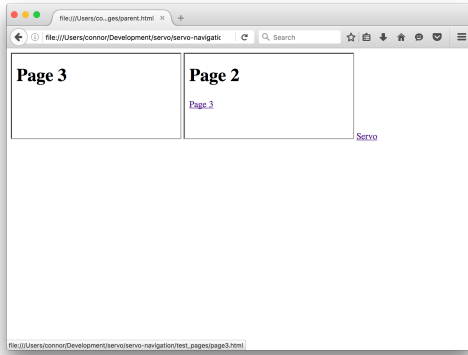 file:///Users/co...ges/parent.html
file:///Users/connor/Development/servo/servo-navigatic
Search
Page 3
Page 2
Page 3
Servo
file:///Users/connor/Development/servo/servo-navigation/test_pages/page3.html